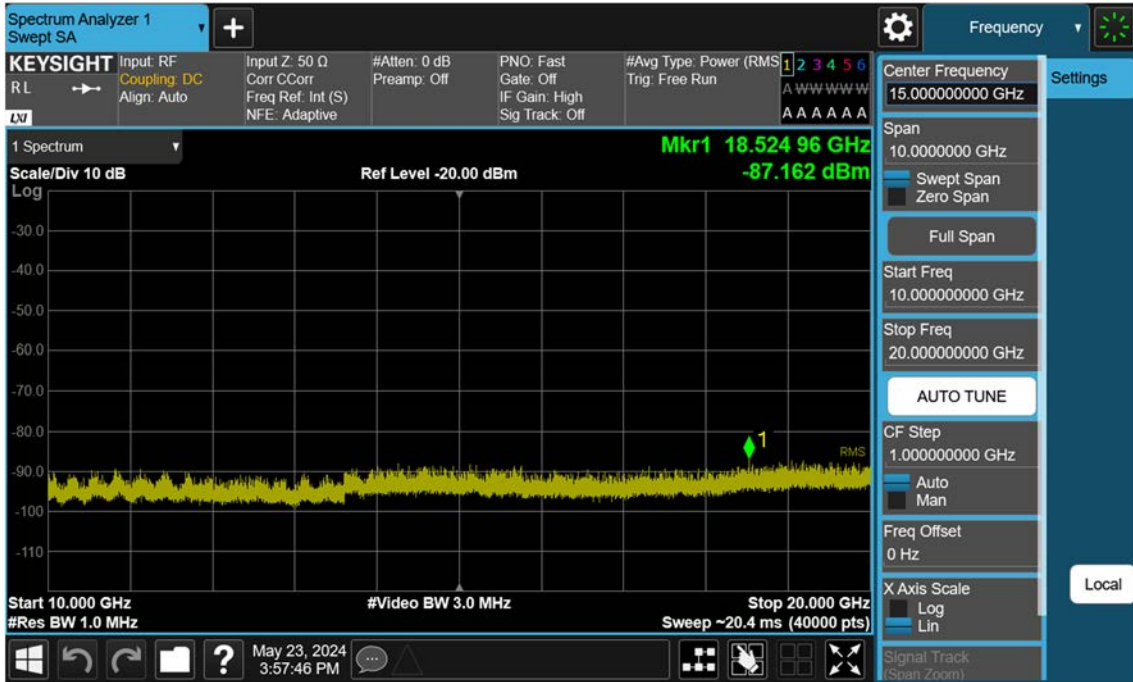 Spectrum Analyzer 1
Swept SA
+
Frequency
KEYSIGHT
R L
LXI
Input: RF
Coupling: DC
Align: Auto
Input Z: 50 Ω
Corr CCorr
Freq Ref: Int (S)
NFE: Adaptive
#Atten: 0 dB
Preamp: Off
PNO: Fast
Gate: Off
IF Gain: High
Sig Track: Off
#Avg Type: Power (RMS
Trig: Free Run
1 2 3 4 5 6
A W W W W W
A A A A A A
1 Spectrum
Scale/Div 10 dB
Log
Ref Level -20.00 dBm
Mkr1 18.524 96 GHz
-87.162 dBm
-30.0
-40.0
-50.0
-60.0
-70.0
-80.0
-90.0
-100
-110
1
RMS
Start 10.000 GHz
#Res BW 1.0 MHz
#Video BW 3.0 MHz
Stop 20.000 GHz
Sweep ~20.4 ms (40000 pts)
Center Frequency
15.000000000 GHz
Span
10.0000000 GHz
Swept Span
Zero Span
Full Span
Start Freq
10.000000000 GHz
Stop Freq
20.000000000 GHz
AUTO TUNE
CF Step
1.000000000 GHz
Auto
Man
Freq Offset
0 Hz
X Axis Scale
Log
Lin
Signal Track
(Span Zoom)
Settings
Local
?
May 23, 2024
3:57:46 PM